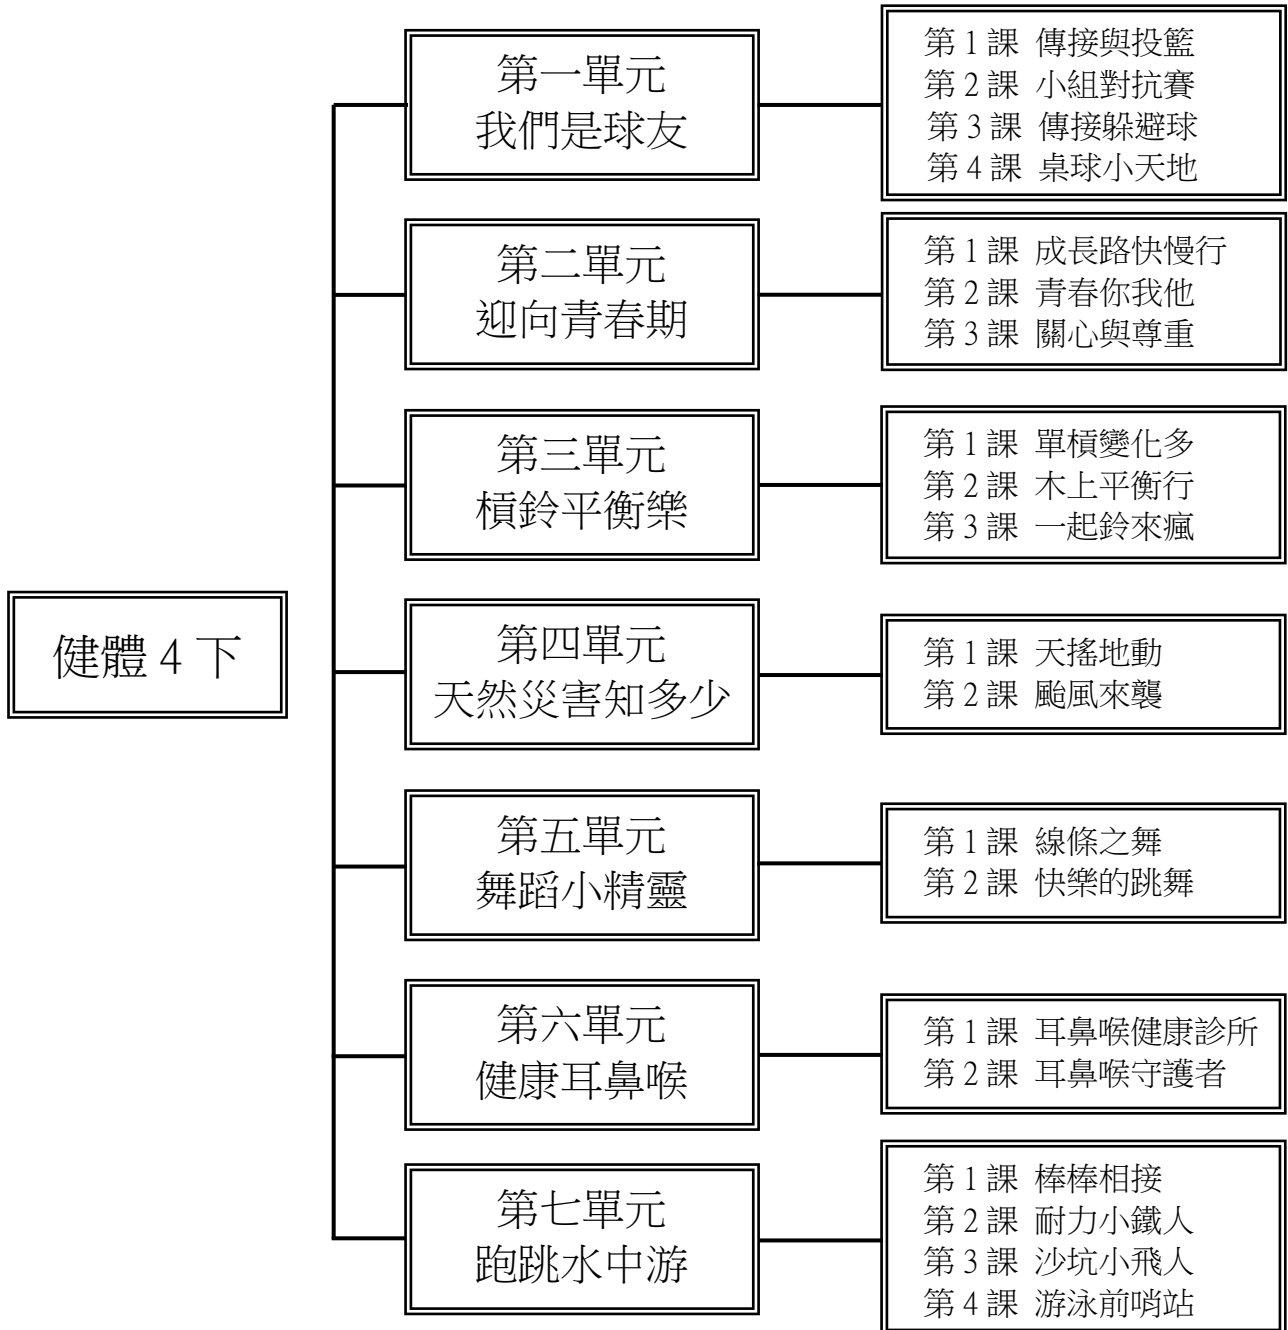 健體 4 下
第一單元
我們是球友
第 1 課 傳接與投籃
第 2 課 小組對抗賽
第 3 課 傳接躲避球
第 4 課 桌球小天地
第二單元
迎向青春期
第 1 課 成長路快慢行
第 2 課 青春你我他
第 3 課 關心與尊重
第三單元
槓鈴平衡樂
第 1 課 單槓變化多
第 2 課 木上平衡行
第 3 課 一起鈴來瘋
第四單元
天然災害知多少
第 1 課 天搖地動
第 2 課 颱風來襲
第五單元
舞蹈小精靈
第 1 課 線條之舞
第 2 課 快樂的跳舞
第六單元
健康耳鼻喉
第 1 課 耳鼻喉健康診所
第 2 課 耳鼻喉守護者
第七單元
跑跳水中游
第 1 課 棒棒相接
第 2 課 耐力小鐵人
第 3 課 沙坑小飛人
第 4 課 游泳前哨站